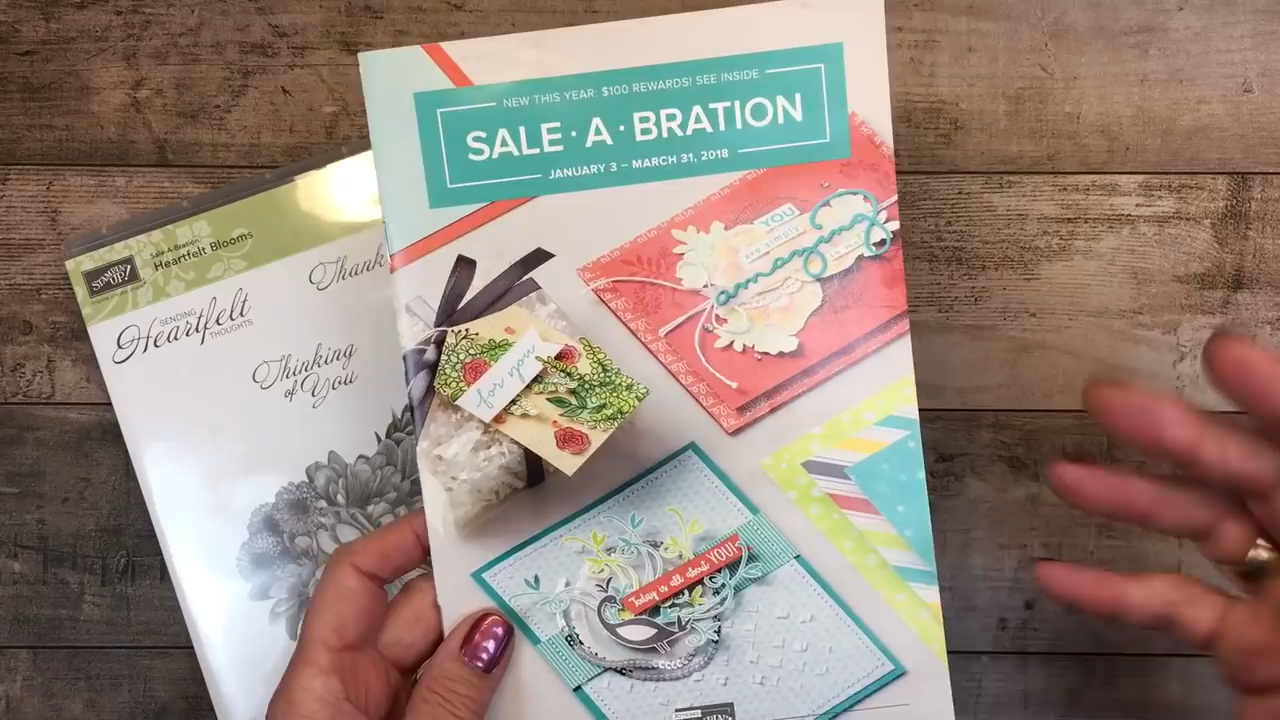 NEW THIS YEAR: $100 REWARDS! SEE INSIDE
SALE·A·BRATION
JANUARY 3 – MARCH 31, 2018
YOU
are simply
amazing
to me
for you
Today is all about YOU!
STAMPIN' UP!
Sale-A-Bration
Heartfelt Blooms
Thank
SENDING
Heartfelt
THOUGHTS
Thinking
of You